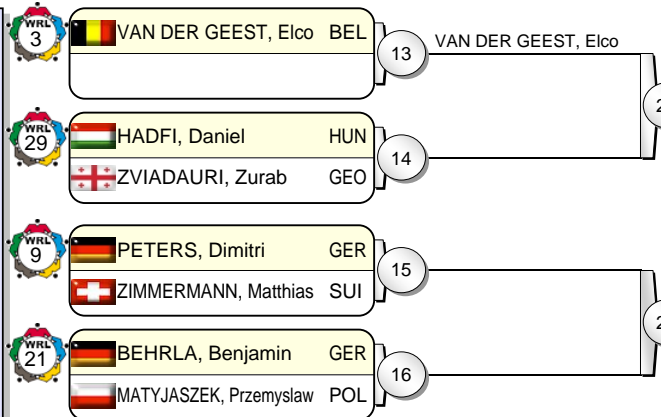 WRL
3
VAN DER GEEST, Elco BEL
13
VAN DER GEEST, Elco
WRL
29
HADFI, Daniel HUN
ZVIADAURI, Zurab GEO
14
WRL
9
PETERS, Dimitri GER
ZIMMERMANN, Matthias SUI
15
WRL
21
BEHRLA, Benjamin GER
MATYJASZEK, Przemyslaw POL
16